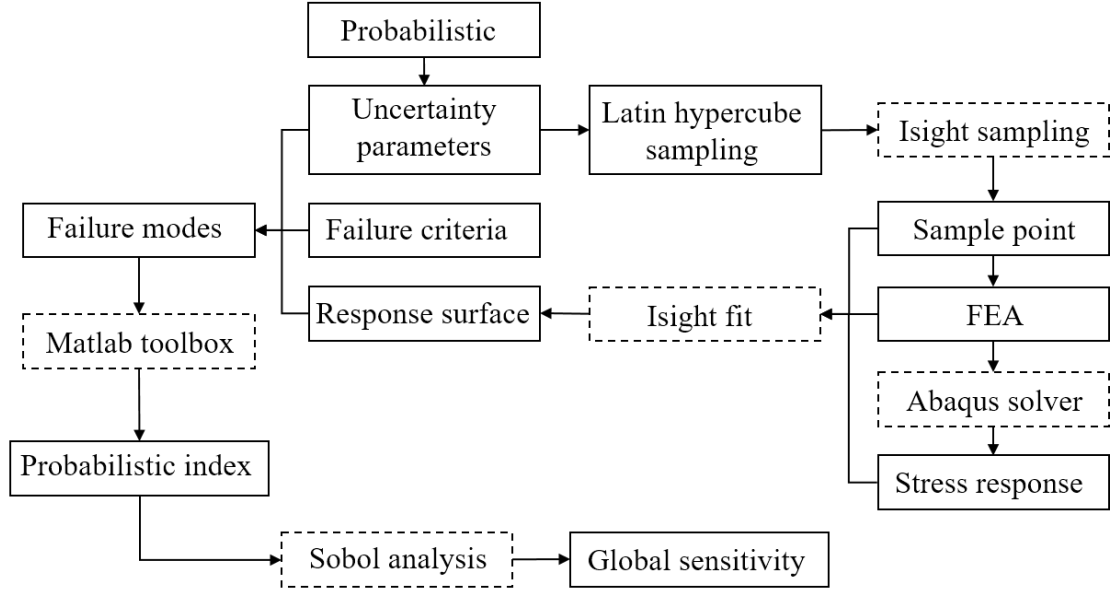 Probabilistic
Uncertainty
parameters
Latin hypercube
sampling
Isight sampling
Failure modes
Failure criteria
Sample point
Response surface
Isight fit
FEA
Matlab toolbox
Abaqus solver
Probabilistic index
Stress response
Sobol analysis
Global sensitivity